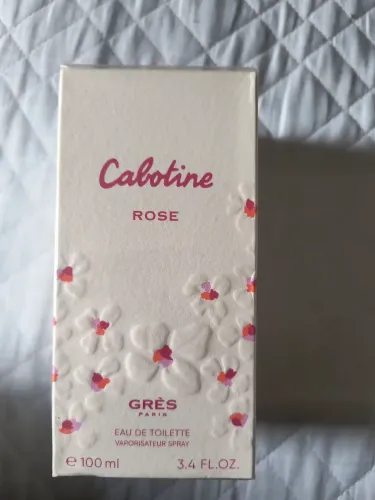 Cabotine
ROSE
GRÈS
PARIS
EAU DE TOILETTE
VAPORISATEUR SPRAY
℮ 100 ml 3.4 FL.OZ.